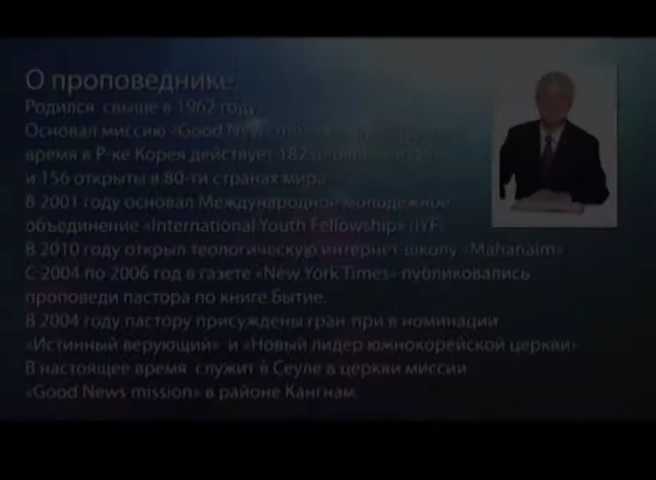 О проповеднике
Родился свыше в 1962 году
Основал миссию «Good News
время в Р-ке Корея действует 182
и 156 открыты в 80-ти странах мира
В 2001 году основал Международное молодежное
объединение «International Youth Fellowship» (IYF)
В 2010 году открыл теологическую интернет-школу «Mahanaim»
С 2004 по 2006 год в газете «New York Times» публиковались
проповеди пастора по книге Бытие.
В 2004 году пастору присуждены гран-при в номинации
«Истинный верующий» и «Новый лидер южнокорейской церкви»
В настоящее время служит в Сеуле в церкви миссии
«Good News mission» в районе Кангнам.